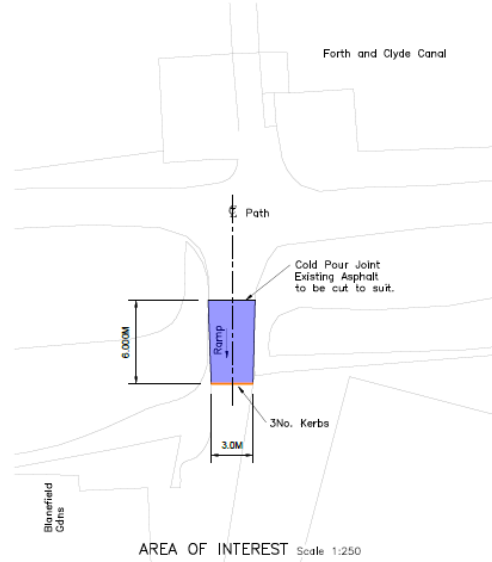 Forth and Clyde Canal
℄ Path
Cold Pour Joint
Existing Asphalt
to be cut to suit.
6.000M
Ramp
3No. Kerbs
3.0M
Blanefield
Gdns
AREA OF INTEREST Scale 1:250